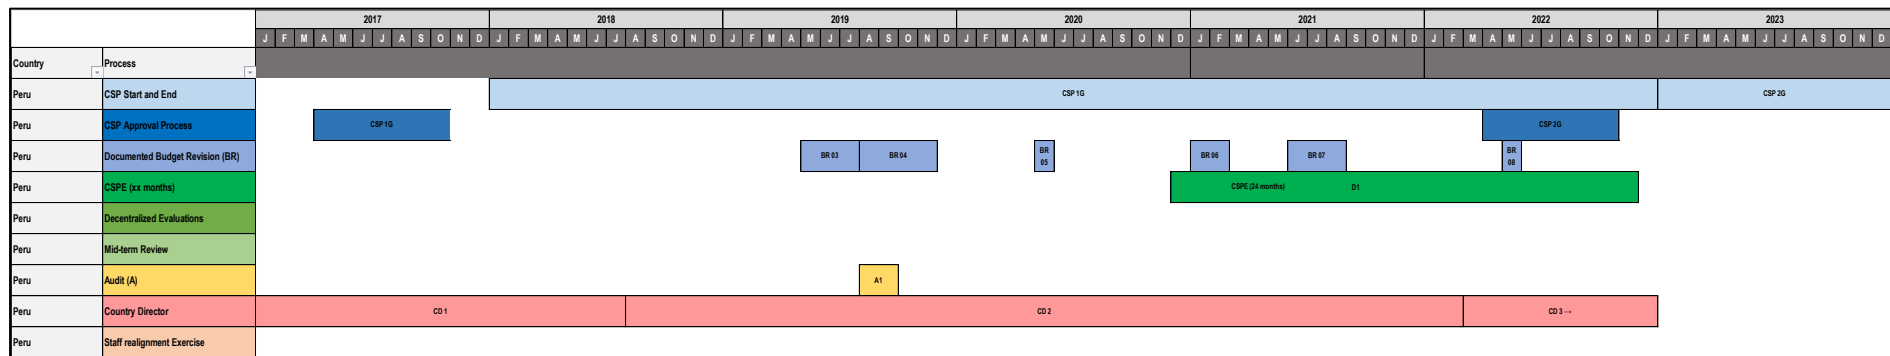 2017 2018 2019 2020 2021 2022 2023
J F M A M J J A S O N D J F M A M J J A S O N D J F M A M J J A S O N D J F M A M J J A S O N D J F M A M J J A S O N D J F M A M J J A S O N D J F M A M J J A S O N D
Country Process
Peru CSP Start and End CSP 1G CSP 2G
Peru CSP Approval Process CSP 1G CSP 2G
Peru Documented Budget Revision (BR) BR 03 BR 04 BR 05 BR 06 BR 07 BR 08
Peru CSPE (xx months) CSPE (24 months) D1
Peru Decentralized Evaluations
Peru Mid-term Review
Peru Audit (A) A1
Peru Country Director CD 1 CD 2 CD 3 →
Peru Staff realignment Exercise